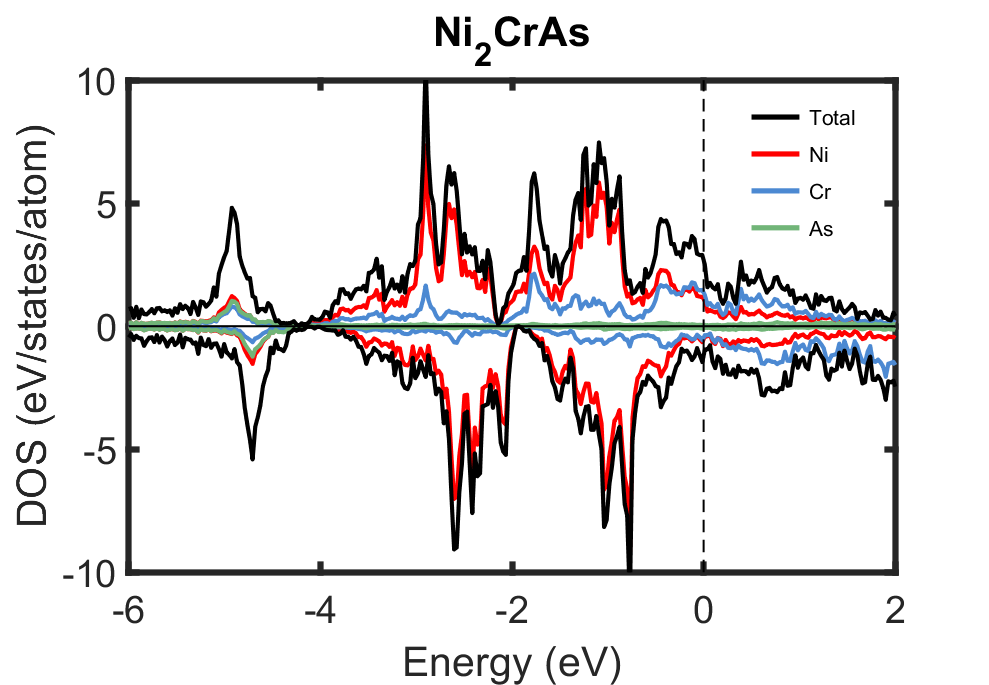 Ni₂CrAs
DOS (eV/states/atom)
10
5
0
-5
-10
Total
Ni
Cr
As
-6
-4
-2
0
2
Energy (eV)